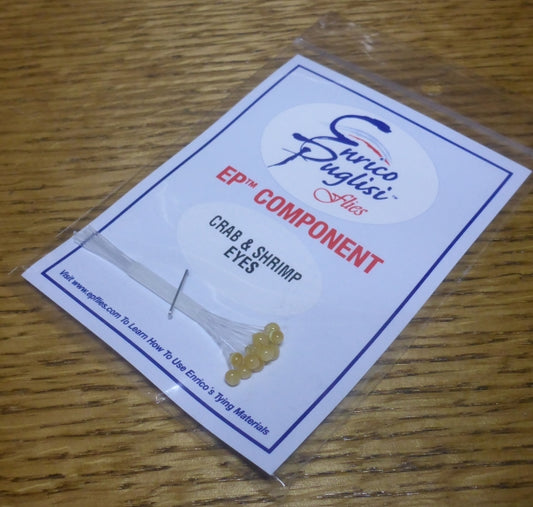 Enrico
Puglisi™
flies
EP™ COMPONENT
CRAB & SHRIMP
EYES
Visit www.epflies.com To Learn How To Use Enrico's Tying Materials